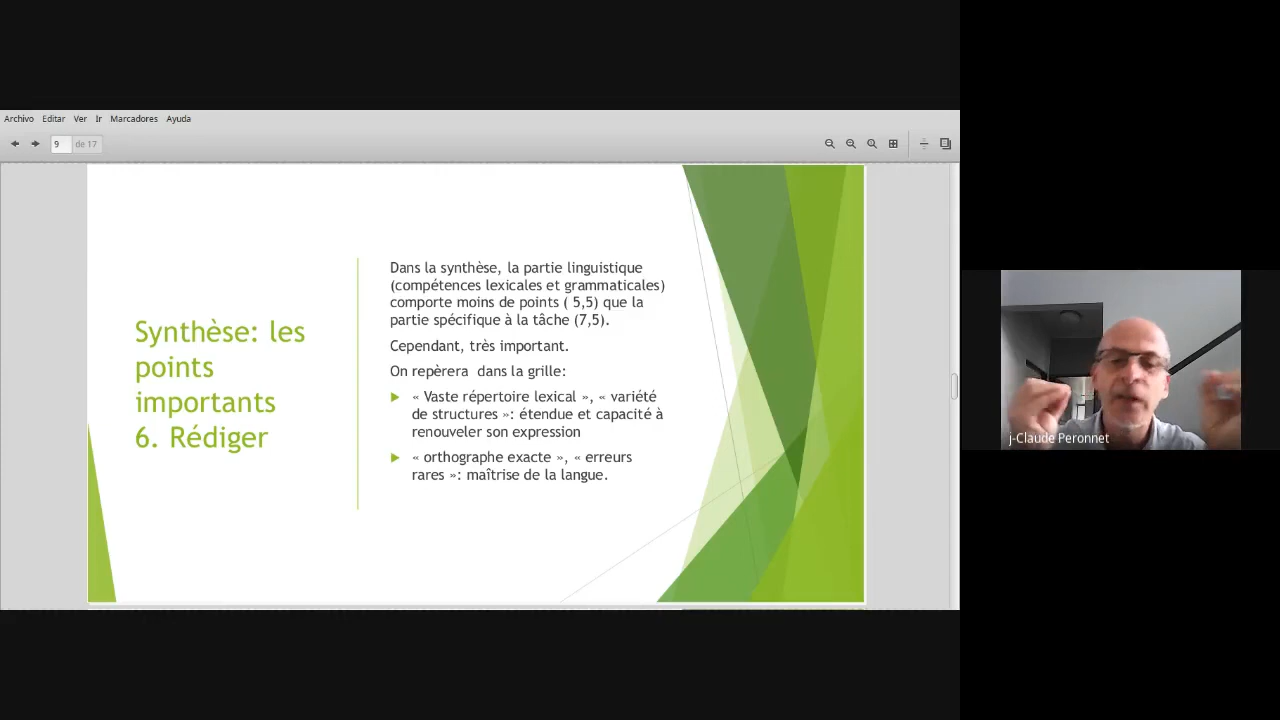 Archivo Editar Ver Ir Marcadores Ayuda
9 de 17
Synthèse: les
points
importants
6. Rédiger
Dans la synthèse, la partie linguistique
(compétences lexicales et grammaticales)
comporte moins de points ( 5,5) que la
partie spécifique à la tâche (7,5).
Cependant, très important.
On repèrera dans la grille:
« Vaste répertoire lexical », « variété
de structures »: étendue et capacité à
renouveler son expression
« orthographe exacte », « erreurs
rares »: maîtrise de la langue.
j-Claude Peronnet